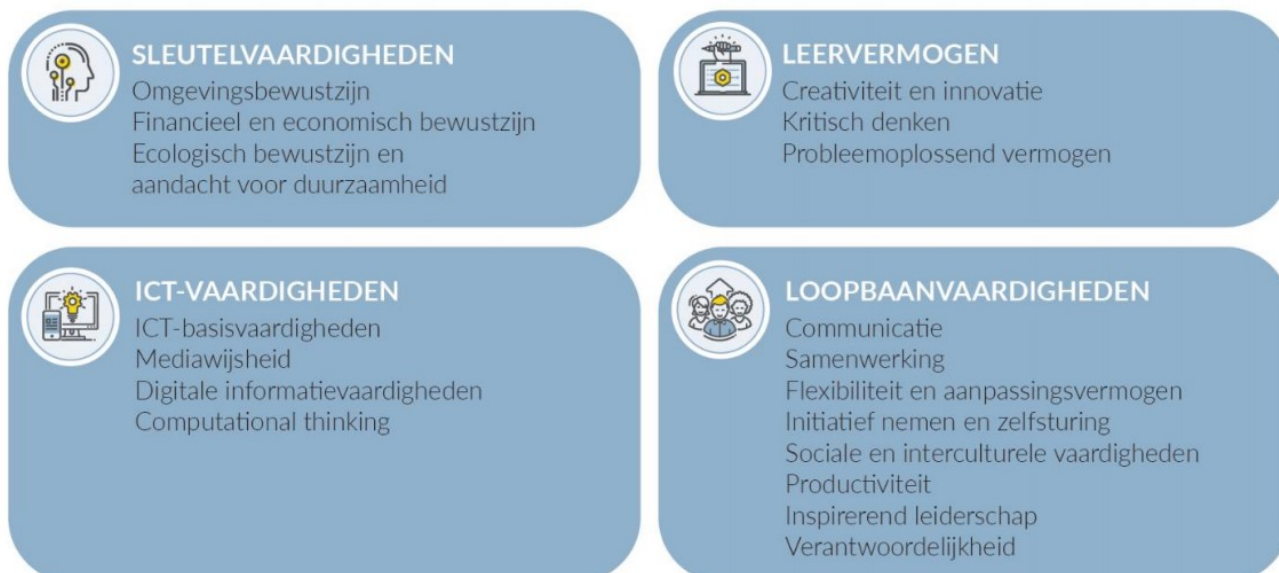 SLEUTELVAARDIGHEDEN
Omgevingsbewustzijn
Financieel en economisch bewustzijn
Ecologisch bewustzijn en
aandacht voor duurzaamheid
LEERVERMOGEN
Creativiteit en innovatie
Kritisch denken
Probleemoplossend vermogen
ICT-VAARDIGHEDEN
ICT-basisvaardigheden
Mediawijsheid
Digitale informatievaardigheden
Computational thinking
LOOPBAANVAARDIGHEDEN
Communicatie
Samenwerking
Flexibiliteit en aanpassingsvermogen
Initiatief nemen en zelfsturing
Sociale en interculturele vaardigheden
Productiviteit
Inspirerend leiderschap
Verantwoordelijkheid